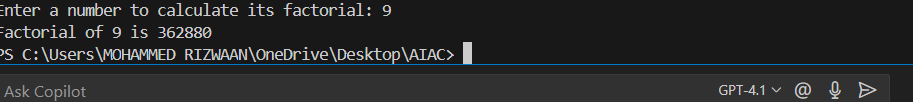 Enter a number to calculate its factorial: 9
Factorial of 9 is 362880
PS C:\Users\MOHAMMED RIZWAAN\OneDrive\Desktop\AIAC>
Ask Copilot
GPT-4.1